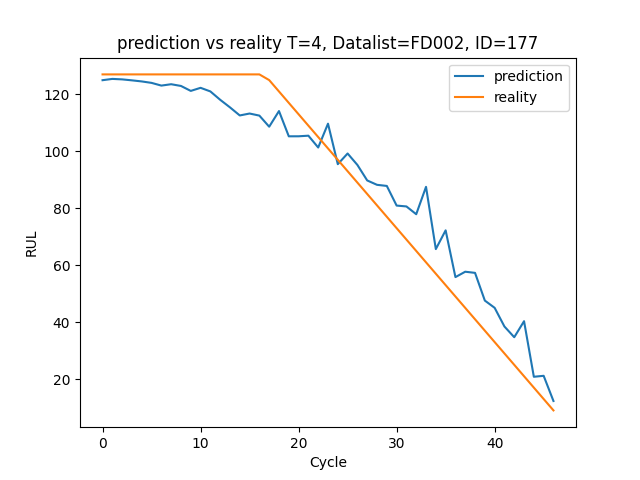 prediction vs reality T=4, Datalist=FD002, ID=177
prediction
reality
RUL
120
100
80
60
40
20
0 10 20 30 40
Cycle